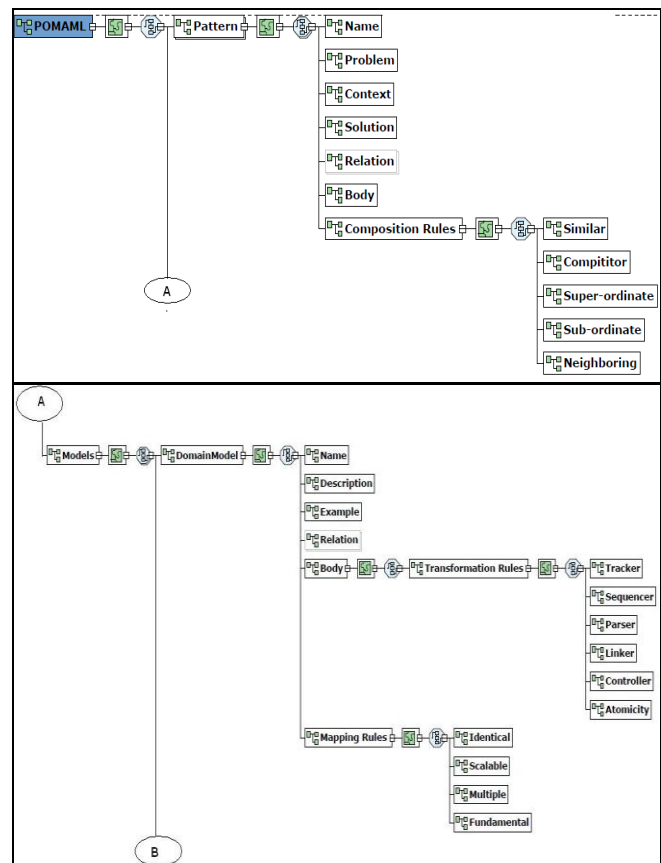 POMAML Pattern Name
Problem
Context
Solution
Relation
Body
Composition Rules Similar
Compititor
Super-ordinate
Sub-ordinate
Neighboring
A
A
Models DomainModel Name
Description
Example
Relation
Body Transformation Rules Tracker
Sequencer
Parser
Linker
Controller
Atomicity
Mapping Rules Identical
Scalable
Multiple
Fundamental
B